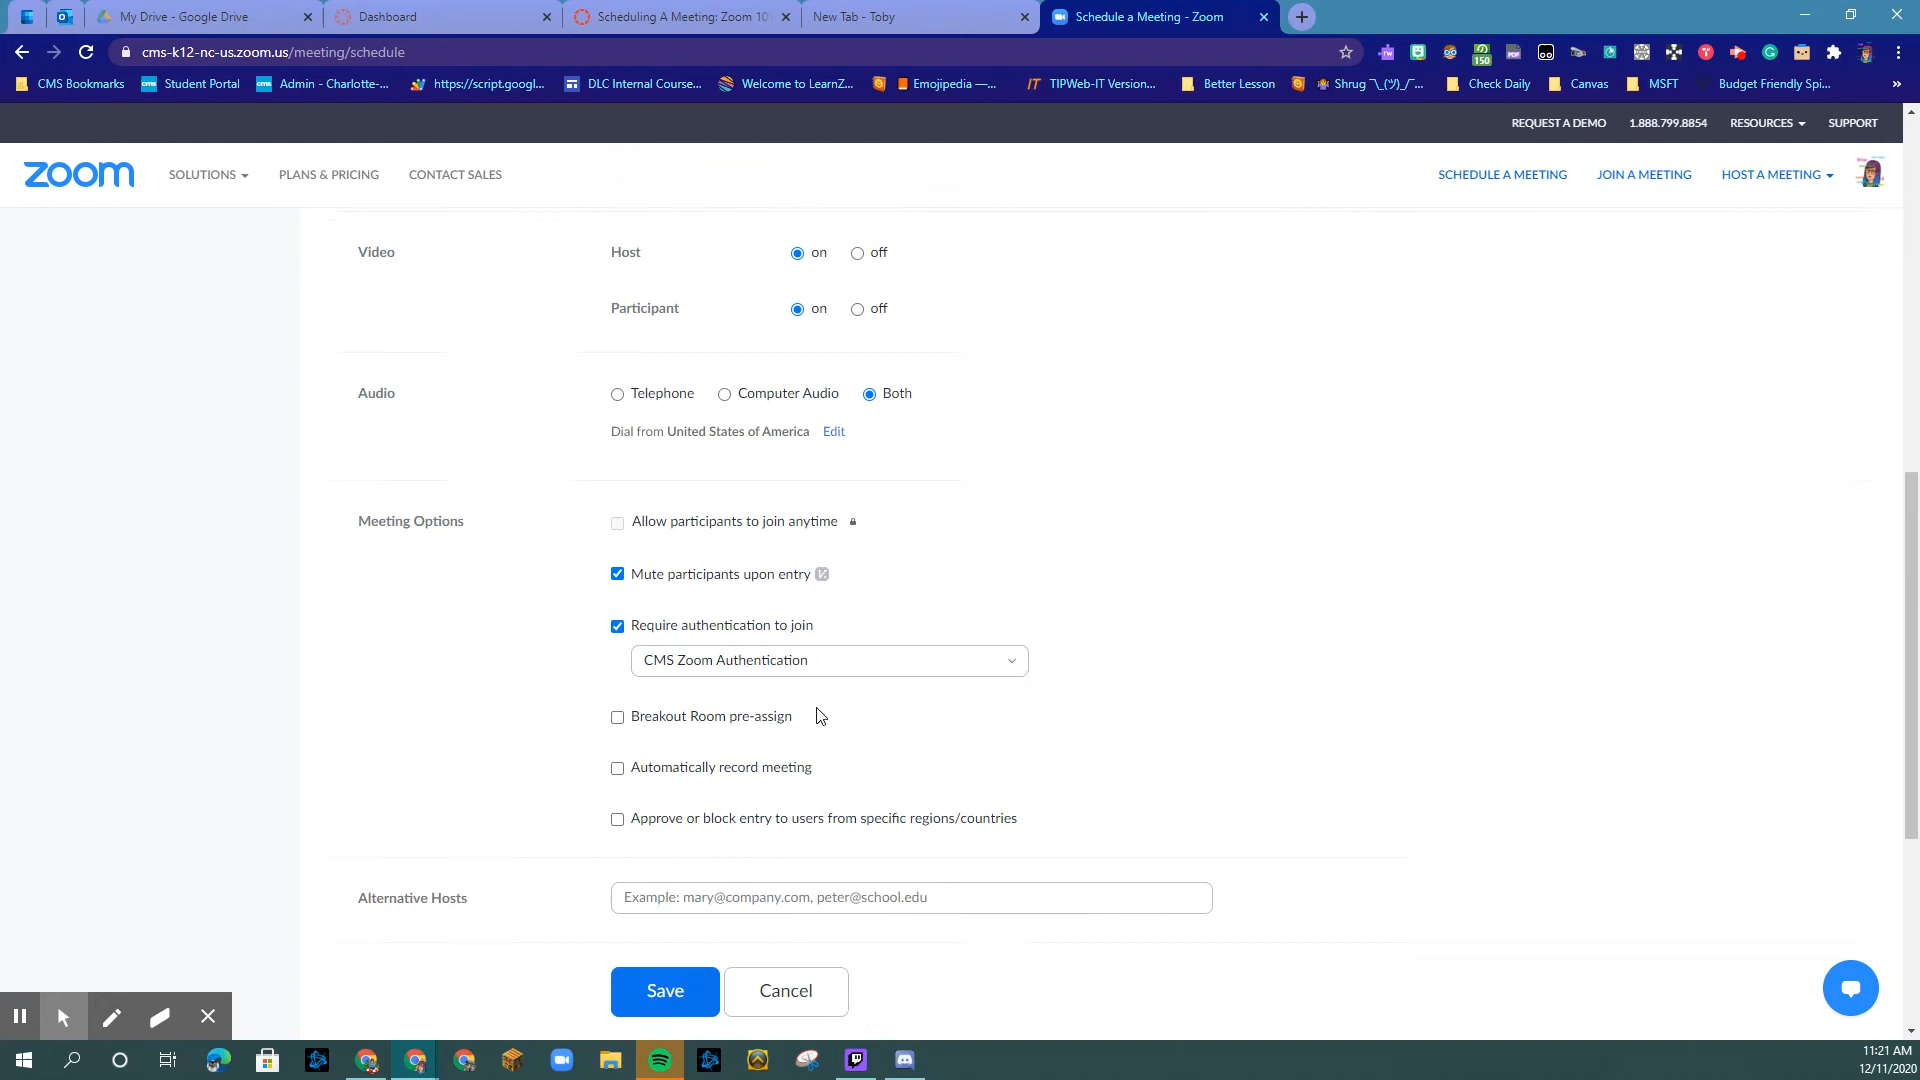 My Drive - Google Drive
Dashboard
Scheduling A Meeting: Zoom 10
New Tab - Toby
Schedule a Meeting - Zoom
cms-k12-nc-us.zoom.us/meeting/schedule
150
CMS Bookmarks
Student Portal
Admin - Charlotte-...
https://script.googl...
DLC Internal Course...
Welcome to LearnZ...
Emojipedia —...
TIPWeb-IT Version...
Better Lesson
Shrug ¯\_(ツ)_/¯...
Check Daily
Canvas
MSFT
Budget Friendly Spi...
REQUEST A DEMO
1.888.799.8854
RESOURCES
SUPPORT
zoom
SOLUTIONS
PLANS & PRICING
CONTACT SALES
SCHEDULE A MEETING
JOIN A MEETING
HOST A MEETING
Video
Host
on
off
Participant
on
off
Audio
Telephone
Computer Audio
Both
Dial from United States of America Edit
Meeting Options
Allow participants to join anytime
Mute participants upon entry
Require authentication to join
CMS Zoom Authentication
Breakout Room pre-assign
Automatically record meeting
Approve or block entry to users from specific regions/countries
Alternative Hosts
Example: mary@company.com, peter@school.edu
Save
Cancel
11:21 AM
12/11/2020